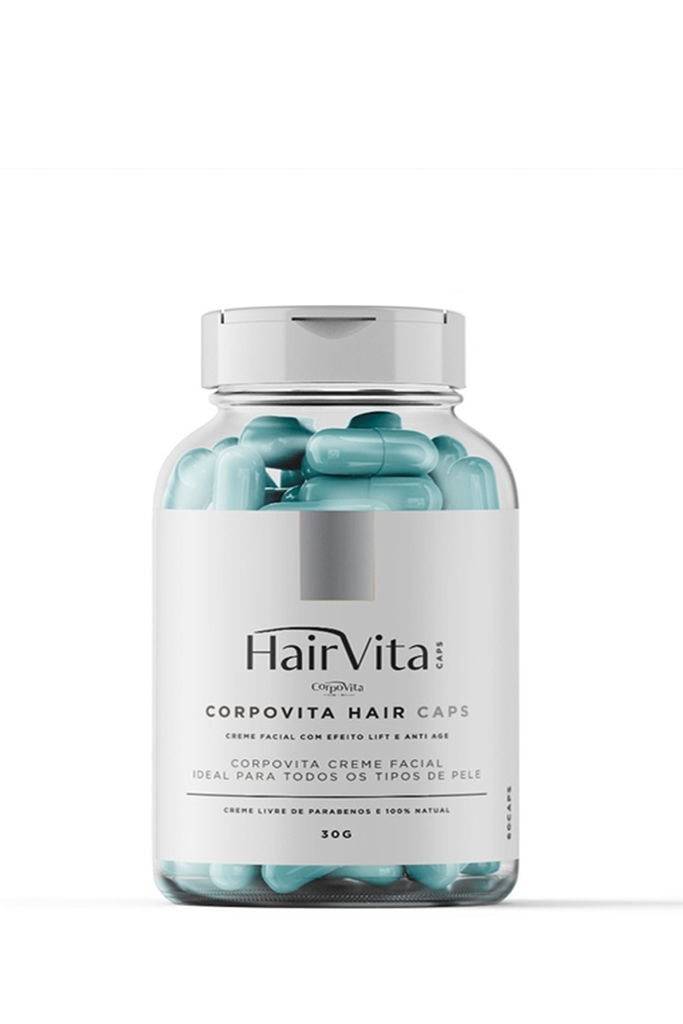 HairVita CAPS
CorpoVita
CORPOVITA HAIR CAPS
CREME FACIAL COM EFEITO LIFT E ANTI AGE
CORPOVITA CREME FACIAL
IDEAL PARA TODOS OS TIPOS DE PELE
CREME LIVRE DE PARABENOS E 100% NATUAL
30G
60CAPS